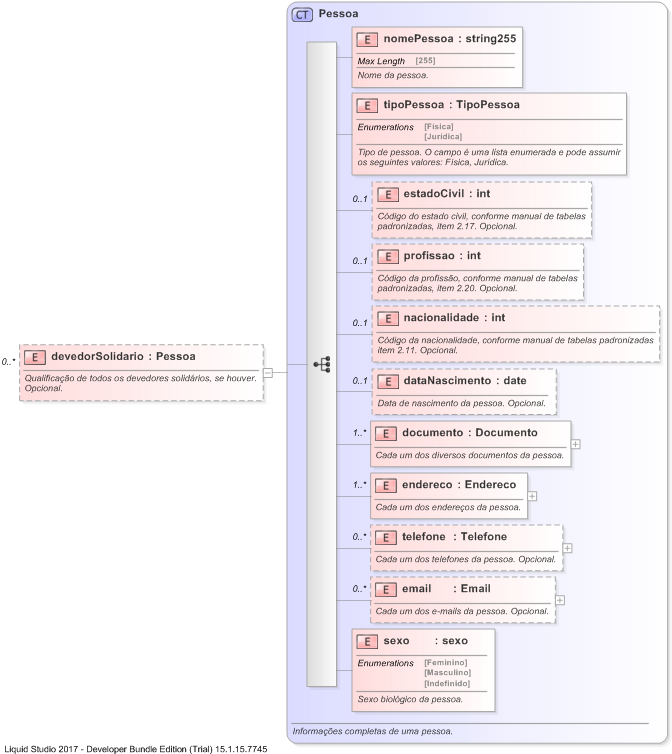 CT Pessoa
E nomePessoa : string255
Max Length [255]
Nome da pessoa.
E tipoPessoa : TipoPessoa
Enumerations [Física]
[Jurídica]
Tipo de pessoa. O campo é uma lista enumerada e pode assumir
os seguintes valores: Física, Jurídica.
0..1 E estadoCivil : int
Código do estado civil, conforme manual de tabelas
padronizadas, item 2.17. Opcional.
0..1 E profissao : int
Código da profissão, conforme manual de tabelas
padronizadas, item 2.20. Opcional.
0..1 E nacionalidade : int
Código da nacionalidade, conforme manual de tabelas padronizadas
item 2.11. Opcional.
0..* E devedorSolidario : Pessoa
Qualificação de todos os devedores solidários, se houver.
Opcional.
0..1 E dataNascimento : date
Data de nascimento da pessoa. Opcional.
1..* E documento : Documento
Cada um dos diversos documentos da pessoa.
1..* E endereco : Endereco
Cada um dos endereços da pessoa.
0..* E telefone : Telefone
Cada um dos telefones da pessoa. Opcional.
0..* E email : Email
Cada um dos e-mails da pessoa. Opcional.
E sexo : sexo
Enumerations [Feminino]
[Masculino]
[Indefinido]
Sexo biológico da pessoa.
Informações completas de uma pessoa.
Liquid Studio 2017 - Developer Bundle Edition (Trial) 15.1.15.7745